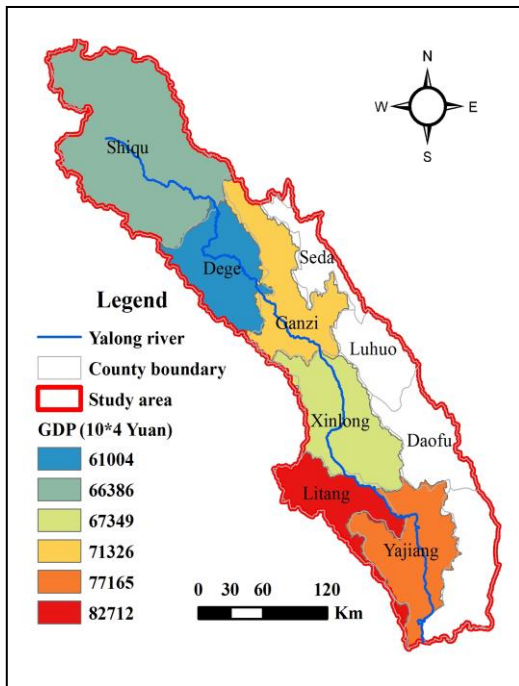 N
W E
S
Shiqu
Seda
Dege
Legend
Ganzi
Yalong river
Luhuo
County boundary
Xinlong
Study area
Daofu
GDP (10*4 Yuan)
61004
Litang
66386
67349
Yajiang
71326
77165
0 30 60 120
Km
82712